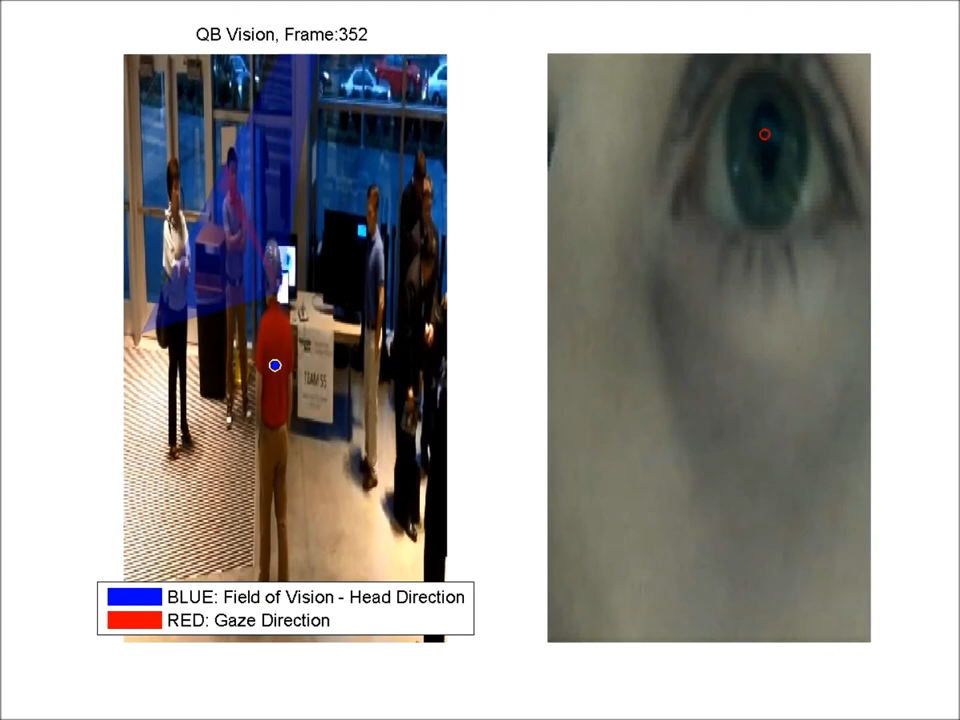 QB Vision, Frame:352
TEAM 55
BLUE: Field of Vision - Head Direction
RED: Gaze Direction